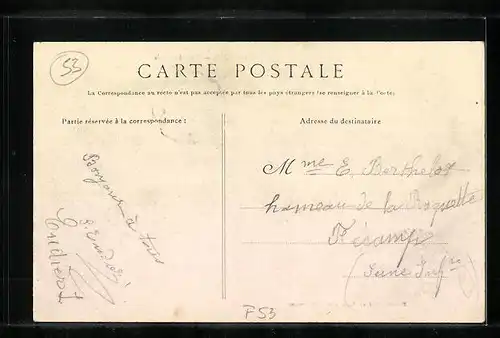 53
CARTE POSTALE
La Correspondance au recto n'est pas acceptée par tous les pays étrangers (se renseigner à la Poste)
Partie réservée à la correspondance :
Adresse du destinataire
Bonjour à tous
Mme E. Berthelot
hameau de la Roquette
Fécamp
(Seine Infre)
F53